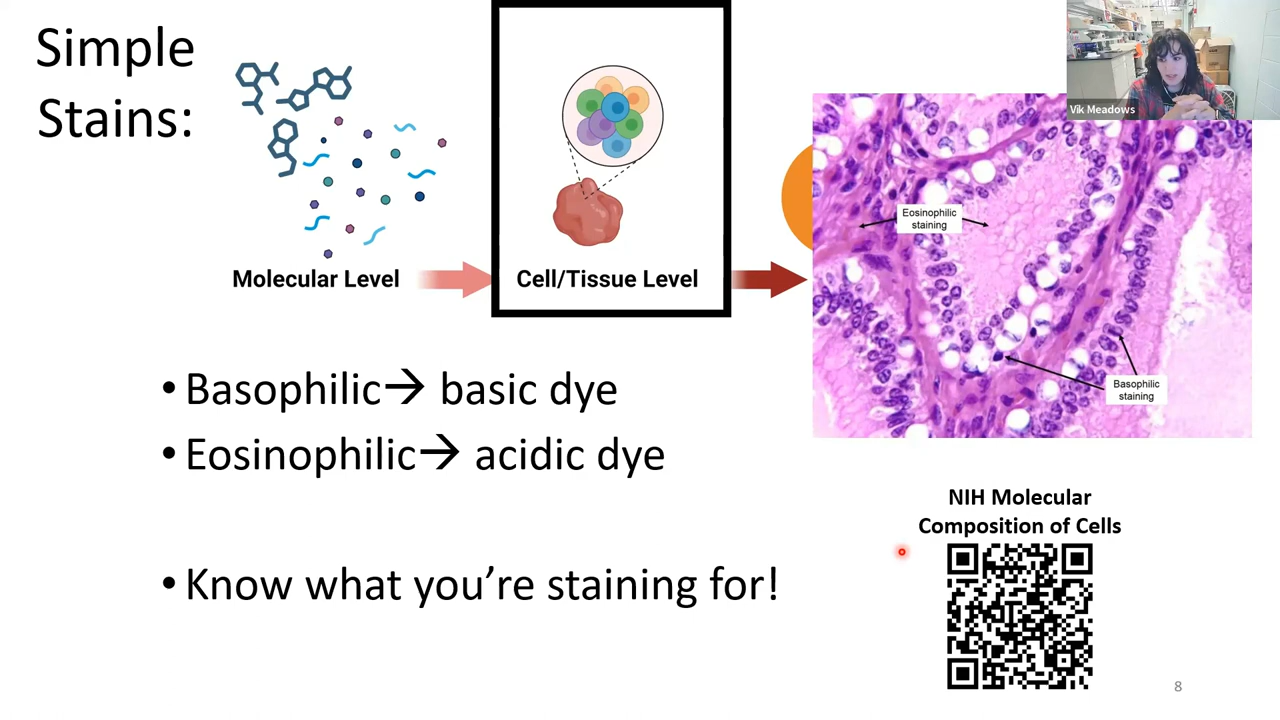 Simple
Stains:
Molecular Level
Cell/Tissue Level
Vik Meadows
Eosinophilic
staining
Basophilic
staining
• Basophilic→ basic dye
• Eosinophilic→ acidic dye
• Know what you’re staining for!
NIH Molecular
Composition of Cells
8